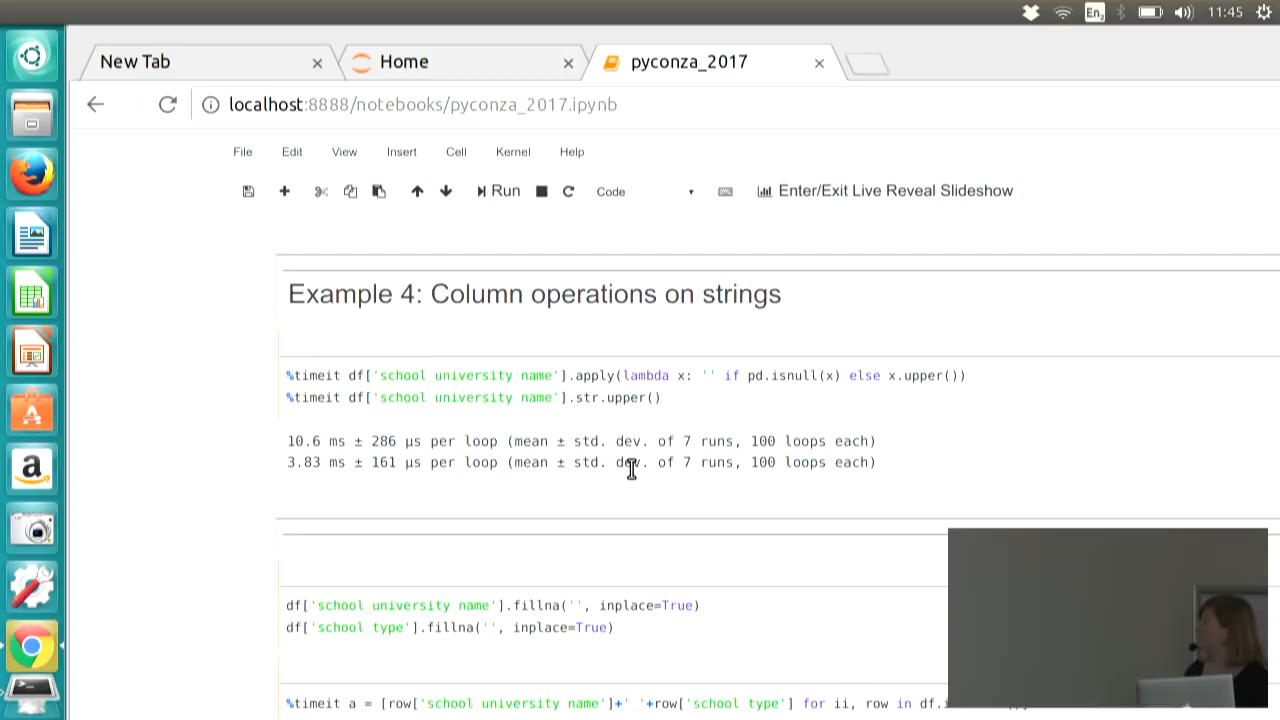 En2 11:45
New Tab × Home × pyconza_2017 ×
localhost:8888/notebooks/pyconza_2017.ipynb
File Edit View Insert Cell Kernel Help
Run Code Enter/Exit Live Reveal Slideshow
Example 4: Column operations on strings
%timeit df['school university name'].apply(lambda x: '' if pd.isnull(x) else x.upper())
%timeit df['school university name'].str.upper()
10.6 ms ± 286 µs per loop (mean ± std. dev. of 7 runs, 100 loops each)
3.83 ms ± 161 µs per loop (mean ± std. dev. of 7 runs, 100 loops each)
df['school university name'].fillna('', inplace=True)
df['school type'].fillna('', inplace=True)
%timeit a = [row['school university name']+' '+row['school type'] for ii, row in df.